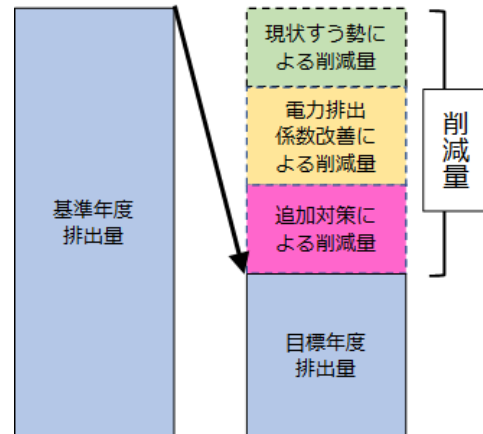 基準年度
排出量
現状すう勢に
よる削減量
電力排出
係数改善に
よる削減量
追加対策に
よる削減量
目標年度
排出量
削減量